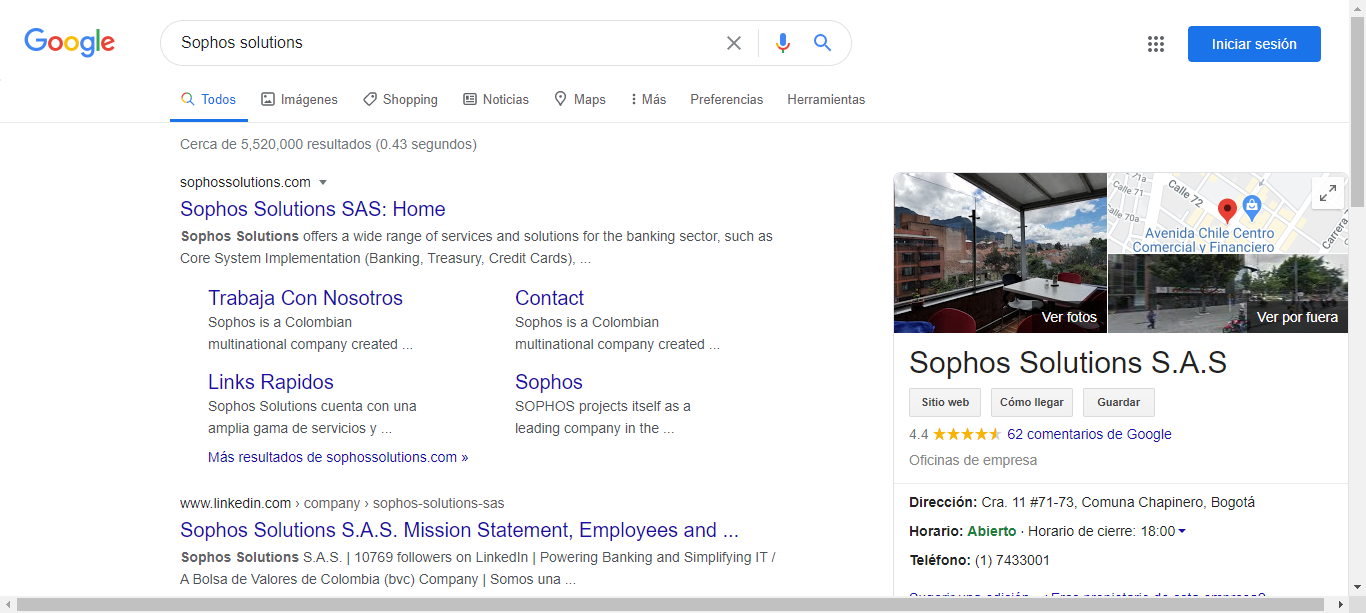 Google
Sophos solutions
Iniciar sesión
Todos
Imágenes
Shopping
Noticias
Maps
Más
Preferencias
Herramientas
Cerca de 5,520,000 resultados (0.43 segundos)
sophossolutions.com
Sophos Solutions SAS: Home
Sophos Solutions offers a wide range of services and solutions for the banking sector, such as
Core System Implementation (Banking, Treasury, Credit Cards), ...
Trabaja Con Nosotros
Sophos is a Colombian
multinational company created ...
Contact
Sophos is a Colombian
multinational company created ...
Links Rapidos
Sophos Solutions cuenta con una
amplia gama de servicios y ...
Sophos
SOPHOS projects itself as a
leading company in the ...
Más resultados de sophossolutions.com »
www.linkedin.com › company › sophos-solutions-sas
Sophos Solutions S.A.S. Mission Statement, Employees and ...
Sophos Solutions S.A.S. | 10769 followers on LinkedIn | Powering Banking and Simplifying IT /
A Bolsa de Valores de Colombia (bvc) Company | Somos una ...
Calle 71
Calle 72
Calle 70a
Avenida Chile Centro
Comercial y Financiero
Carrera
Ver fotos
Ver por fuera
Sophos Solutions S.A.S
Sitio web
Cómo llegar
Guardar
4.4
62 comentarios de Google
Oficinas de empresa
Dirección: Cra. 11 #71-73, Comuna Chapinero, Bogotá
Horario: Abierto · Horario de cierre: 18:00
Teléfono: (1) 7433001